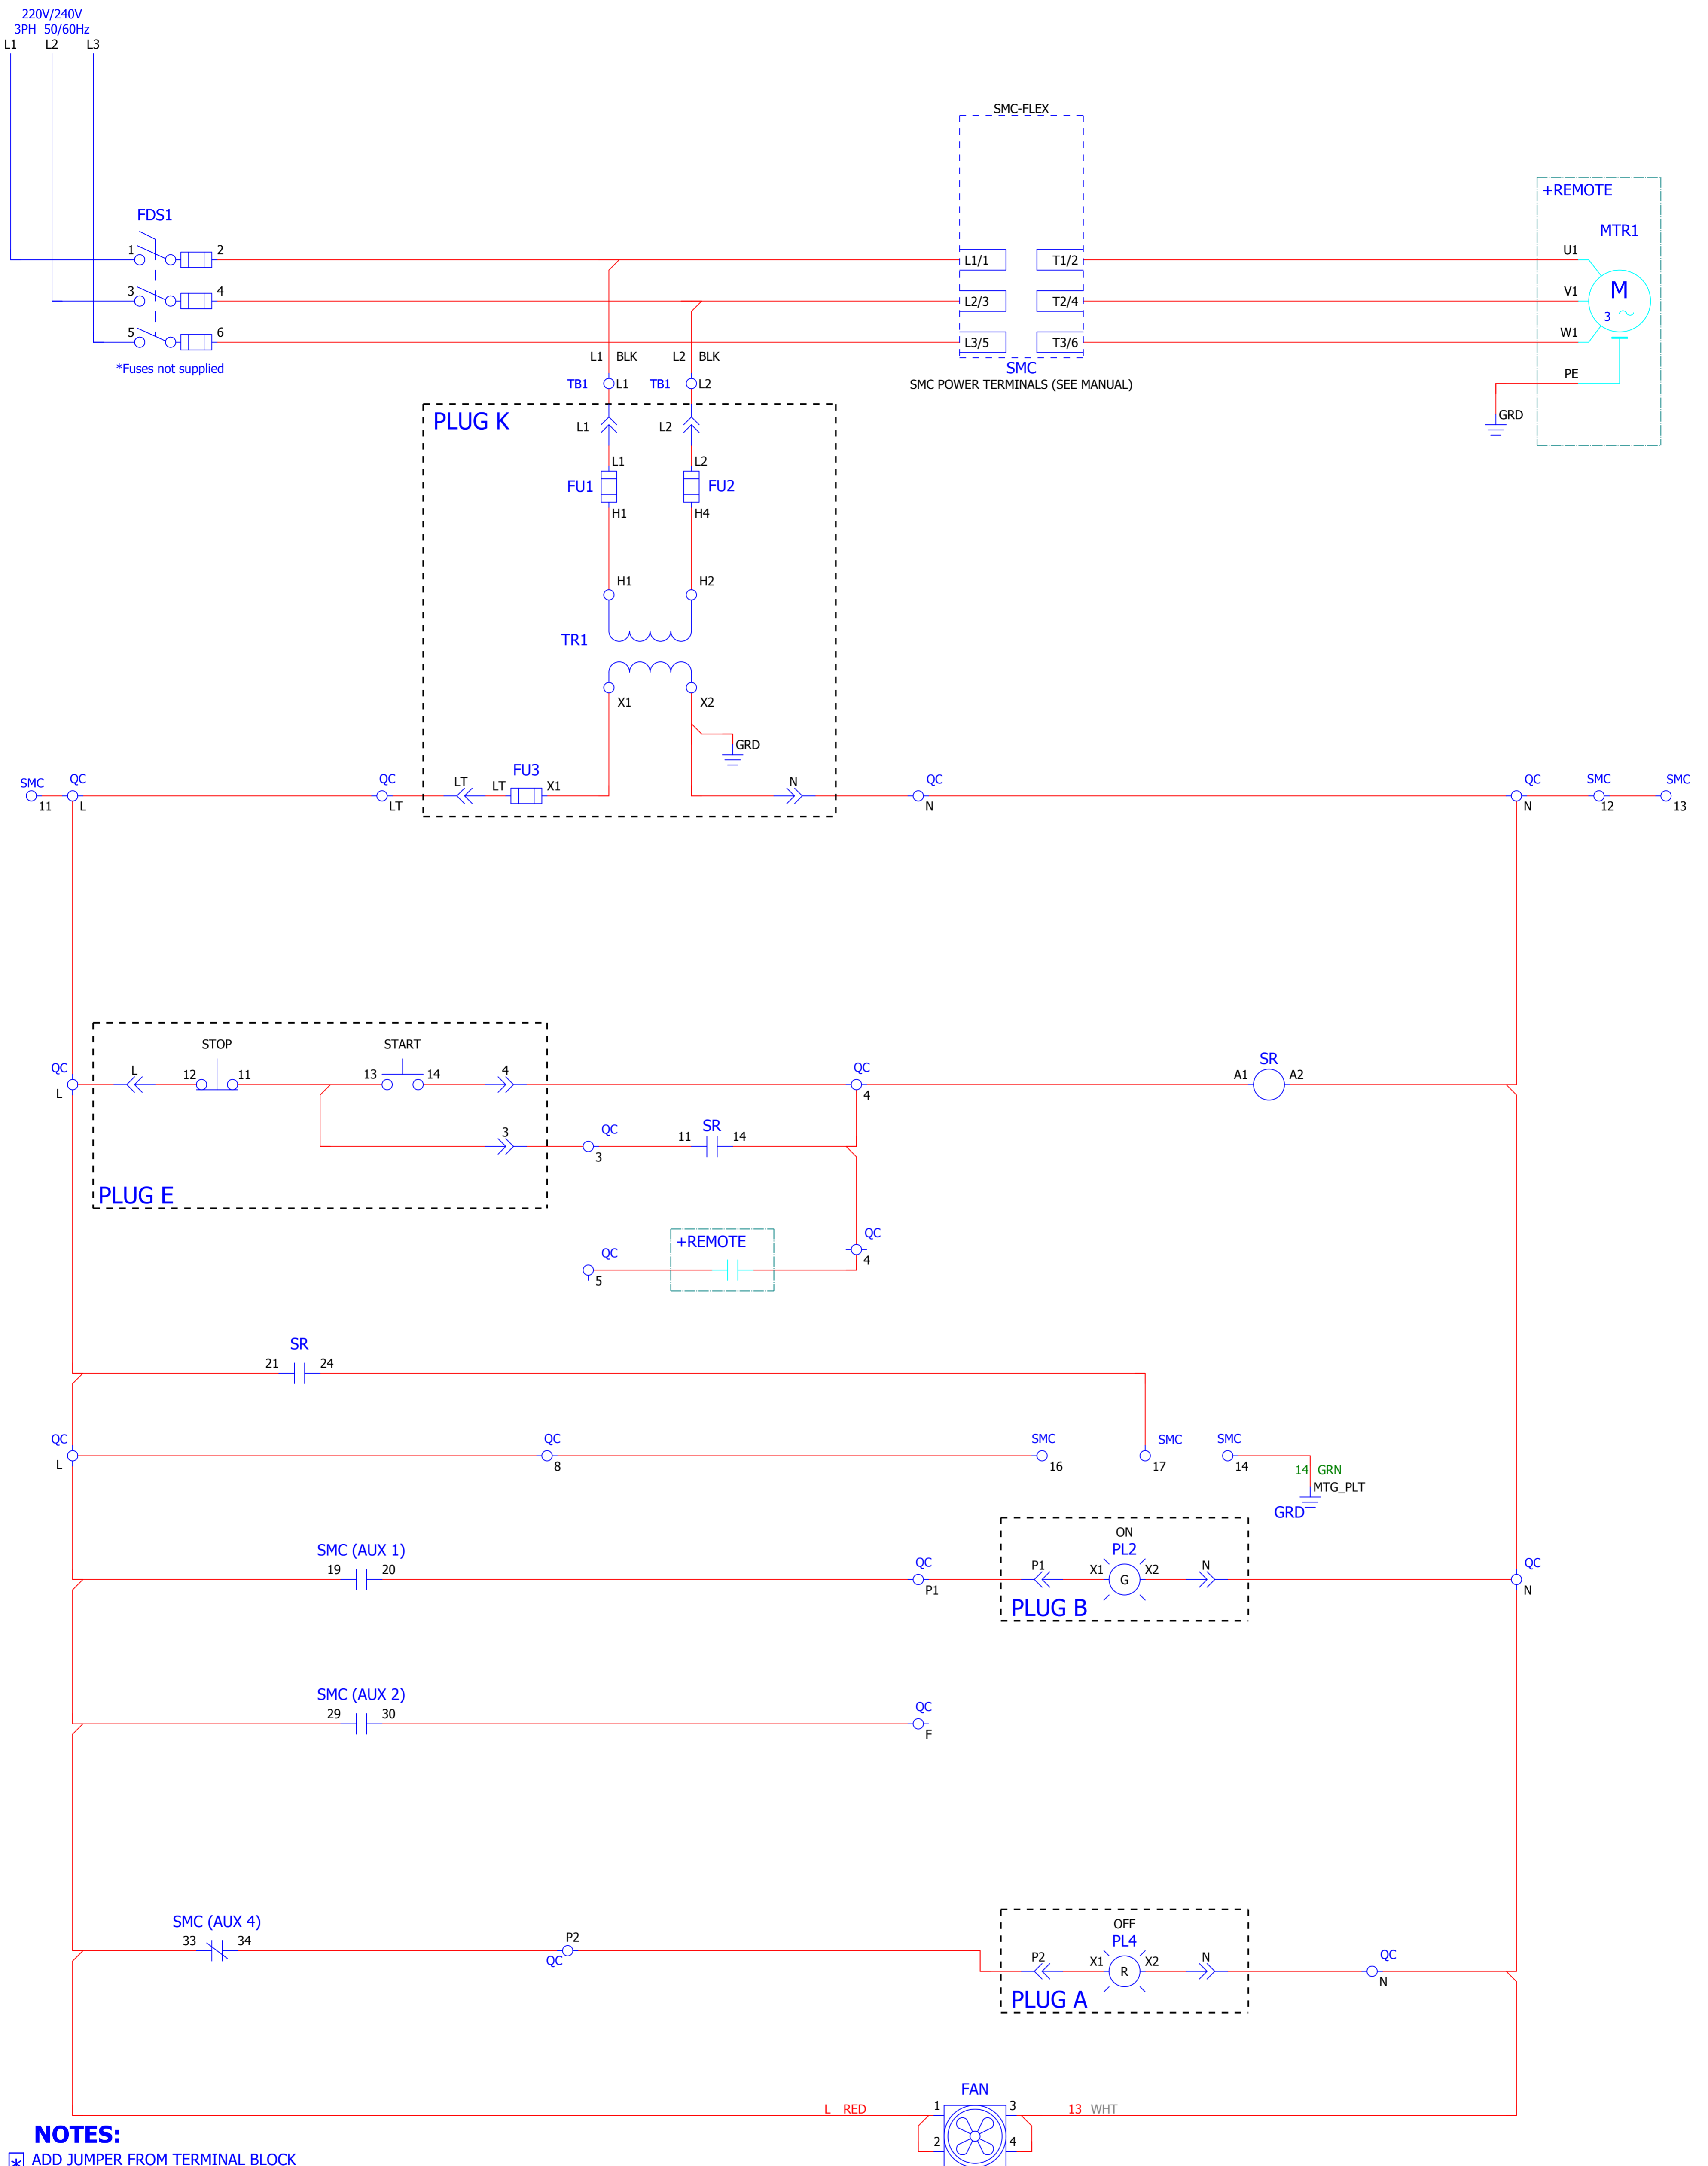 220V/240V
3PH 50/60Hz
L1 L2 L3
SMC-FLEX
+REMOTE
MTR1
FDS1
1 2 L1/1 T1/2 U1
3 4 L2/3 T2/4 V1
M
3
5 6 L3/5 T3/6 W1
*Fuses not supplied
L1 BLK L2 BLK
SMC
SMC POWER TERMINALS (SEE MANUAL)
PE
TB1 L1 TB1 L2
GRD
PLUG K
L1 L2
L1 L2
FU1 FU2
H1 H4
H1 H2
TR1
X1 X2
GRD
SMC QC QC LT LT FU3 X1 N QC QC SMC SMC
11 L LT N N 12 13
STOP START
QC L 12 11 13 14 4 QC SR
L 4 A1 A2
3 QC 11 SR 14
3
PLUG E
+REMOTE
QC QC
5 4
SR
21 24
QC QC SMC SMC SMC
L 8 16 17 14
14 GRN
MTG_PLT
GRD
SMC (AUX 1)
19 20
QC
P1
ON
PL2
P1 X1 G X2 N
PLUG B
QC
N
SMC (AUX 2)
29 30
QC
F
SMC (AUX 4)
33 34
P2
QC
OFF
PL4
P2 X1 R X2 N
PLUG A
QC
N
FAN
L RED 1 3 13 WHT
2 4
NOTES:
* ADD JUMPER FROM TERMINAL BLOCK